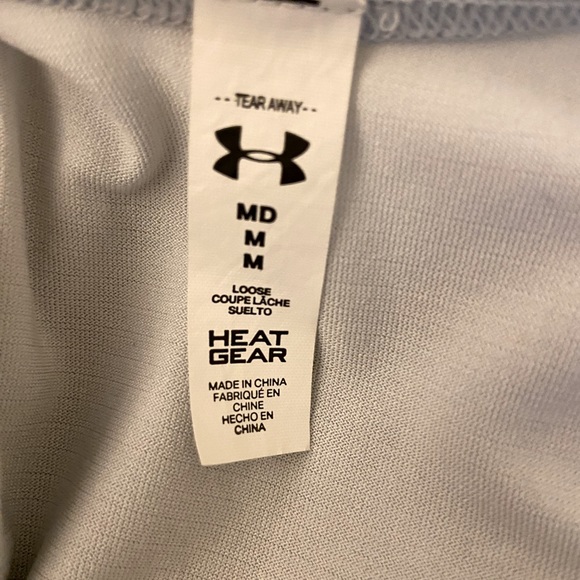 --TEAR AWAY--
MD
M
M
LOOSE
COUPE LÂCHE
SUELTO
HEAT
GEAR
MADE IN CHINA
FABRIQUÉ EN
CHINE
HECHO EN
CHINA